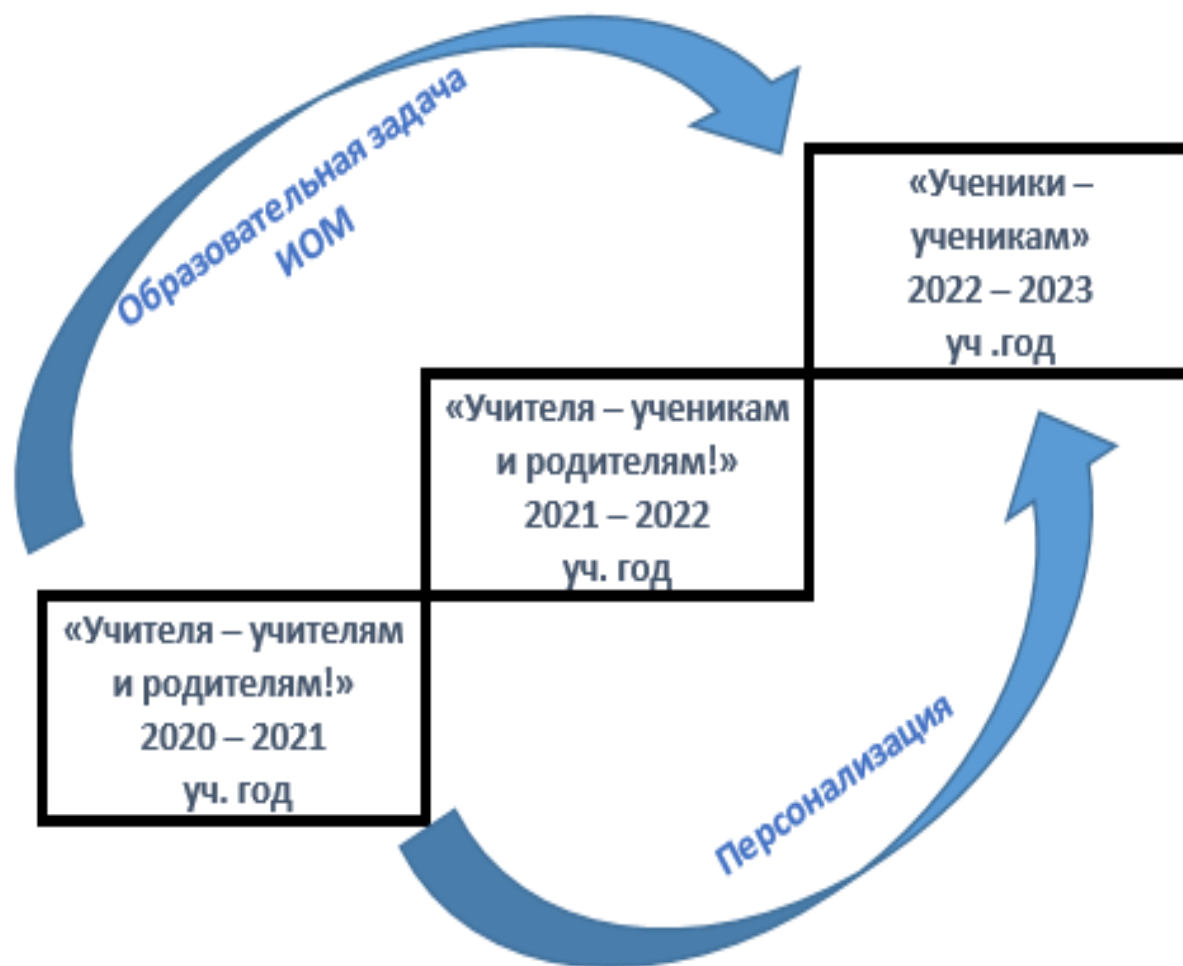 Образовательная задача
ИОМ
«Ученики –
ученикам»
2022 – 2023
уч .год
«Учителя – ученикам
и родителям!»
2021 – 2022
уч. год
«Учителя – учителям
и родителям!»
2020 – 2021
уч. год
Персонализация